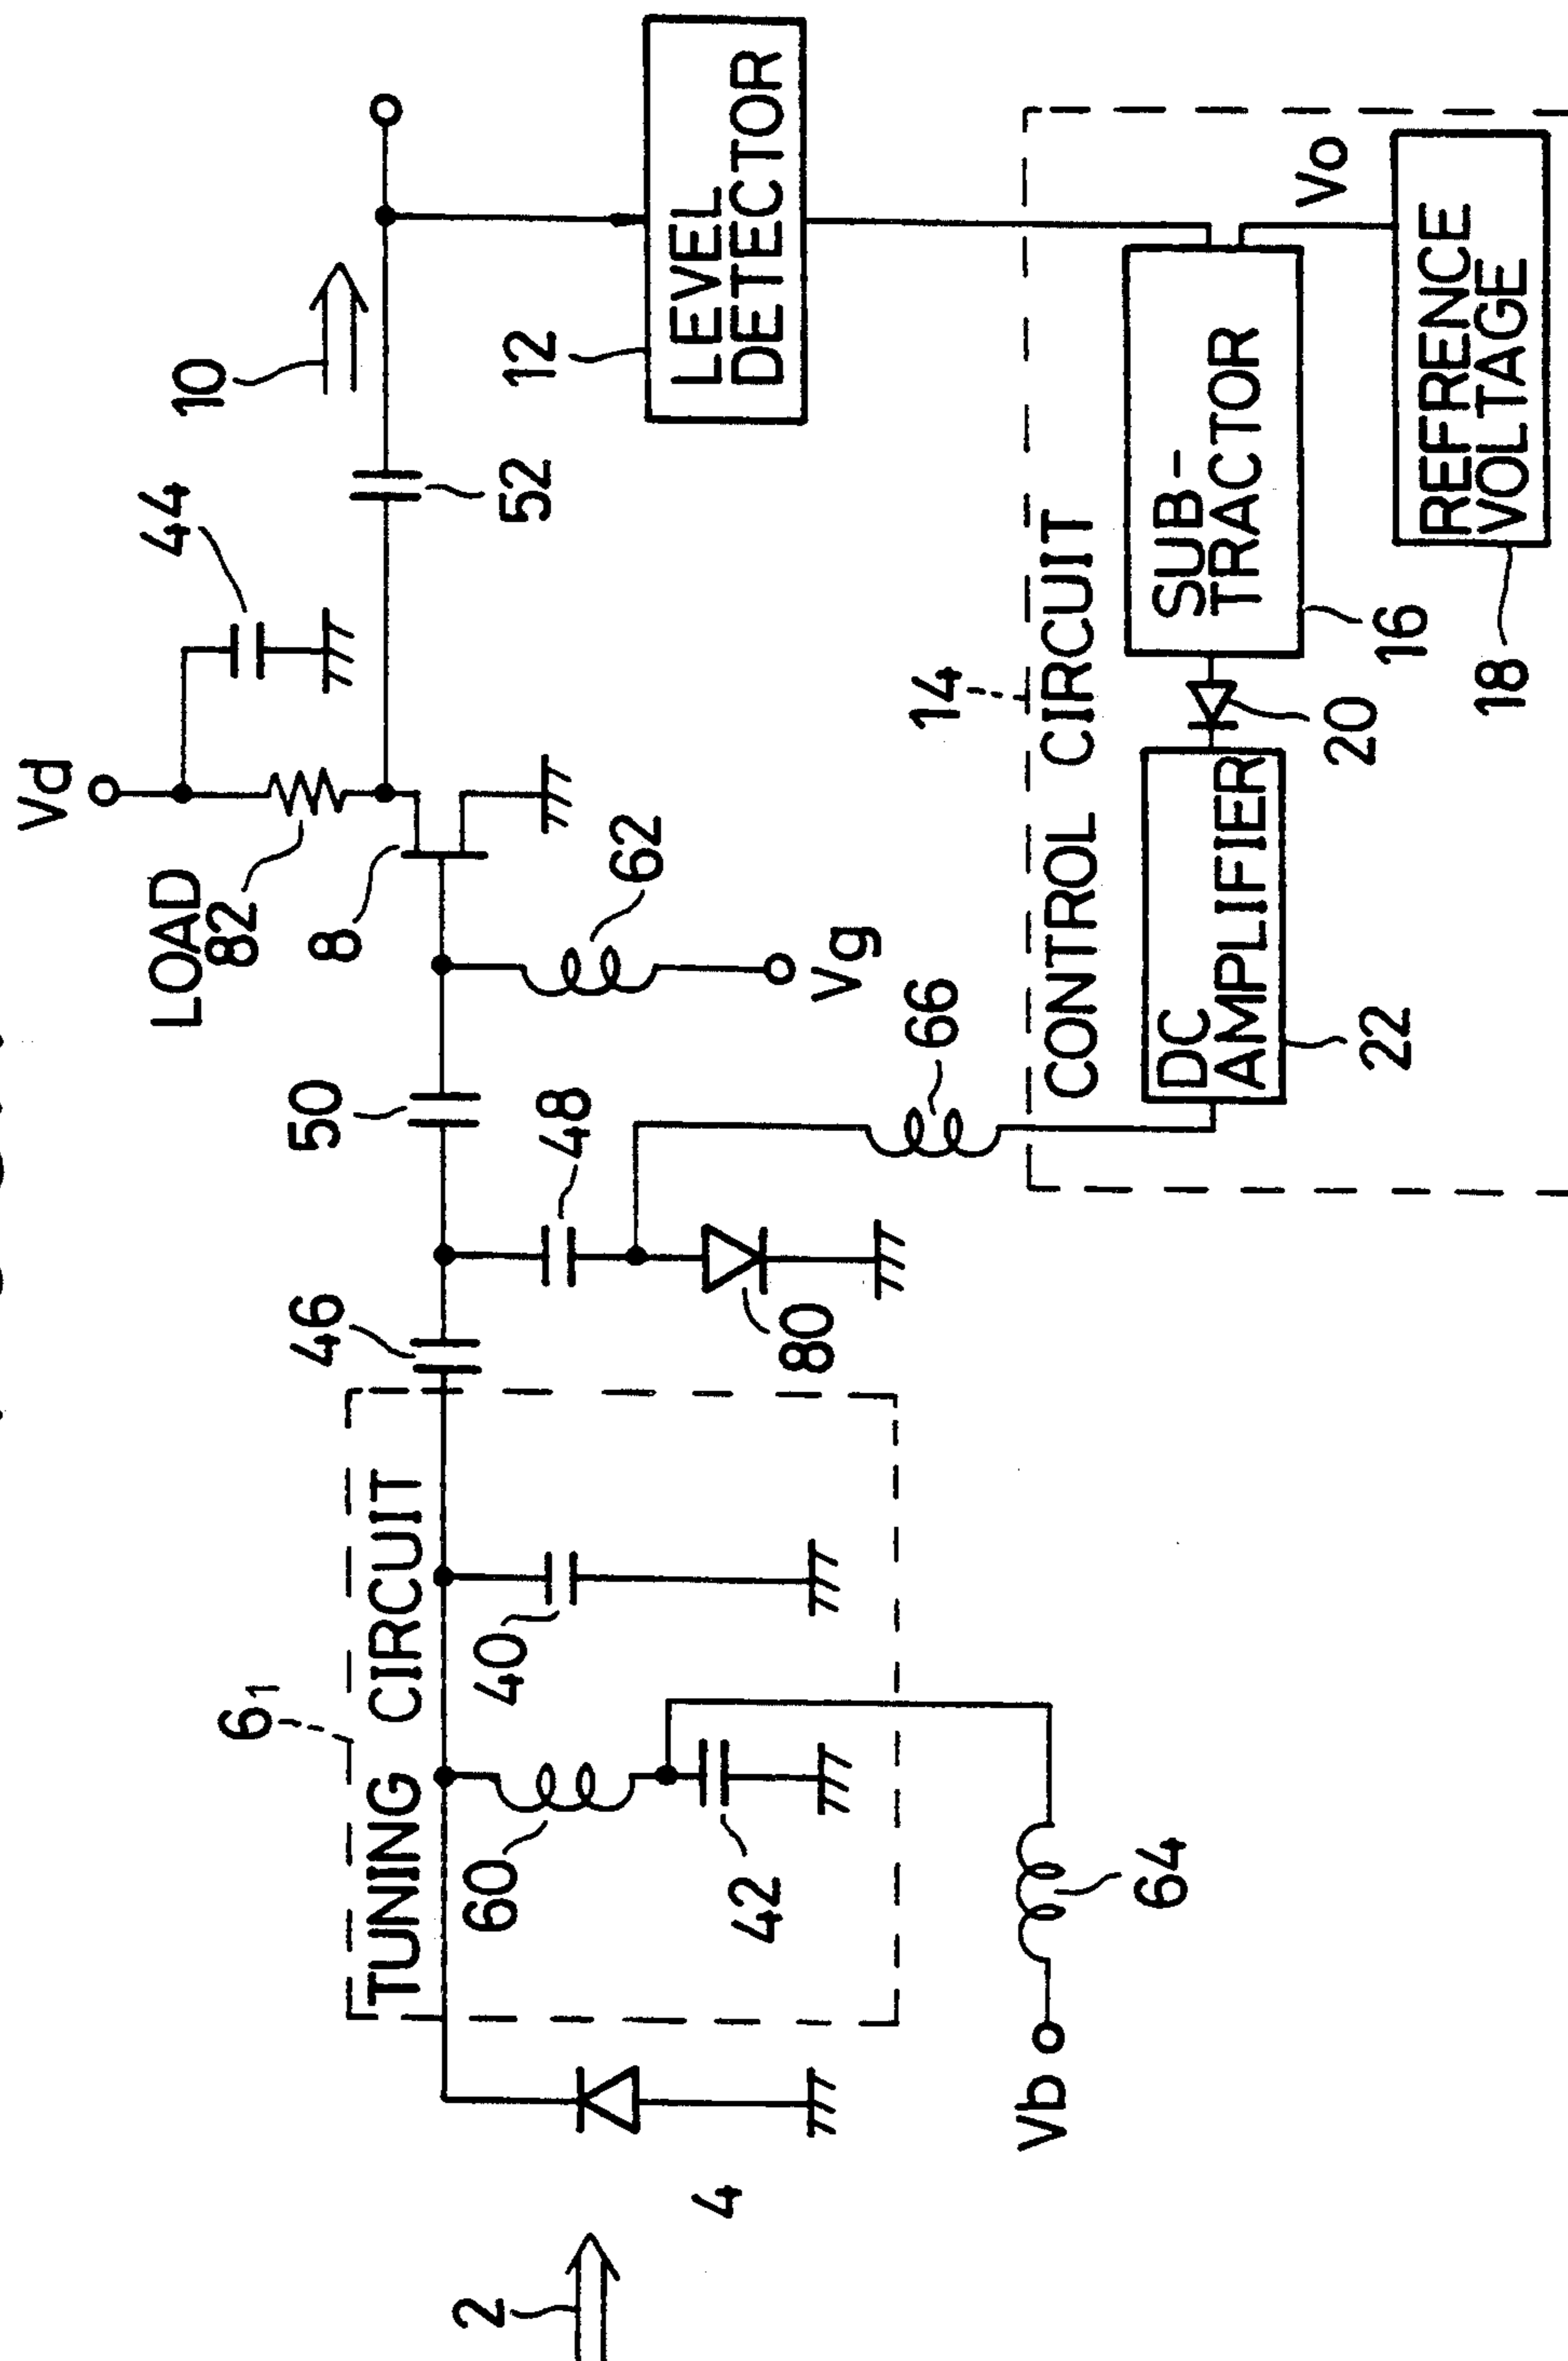 Vd
LOAD
82
44
10
8
52
12
LEVEL
DETECTOR
50
62
Vg
46
48
66
80
6₁
TUNING CIRCUIT
60
40
42
2
4
Vb
64
14
CONTROL CIRCUIT
DC
AMPLIFIER
22
20
SUB-
TRACTOR
16
Vo
REFERENCE
VOLTAGE
18